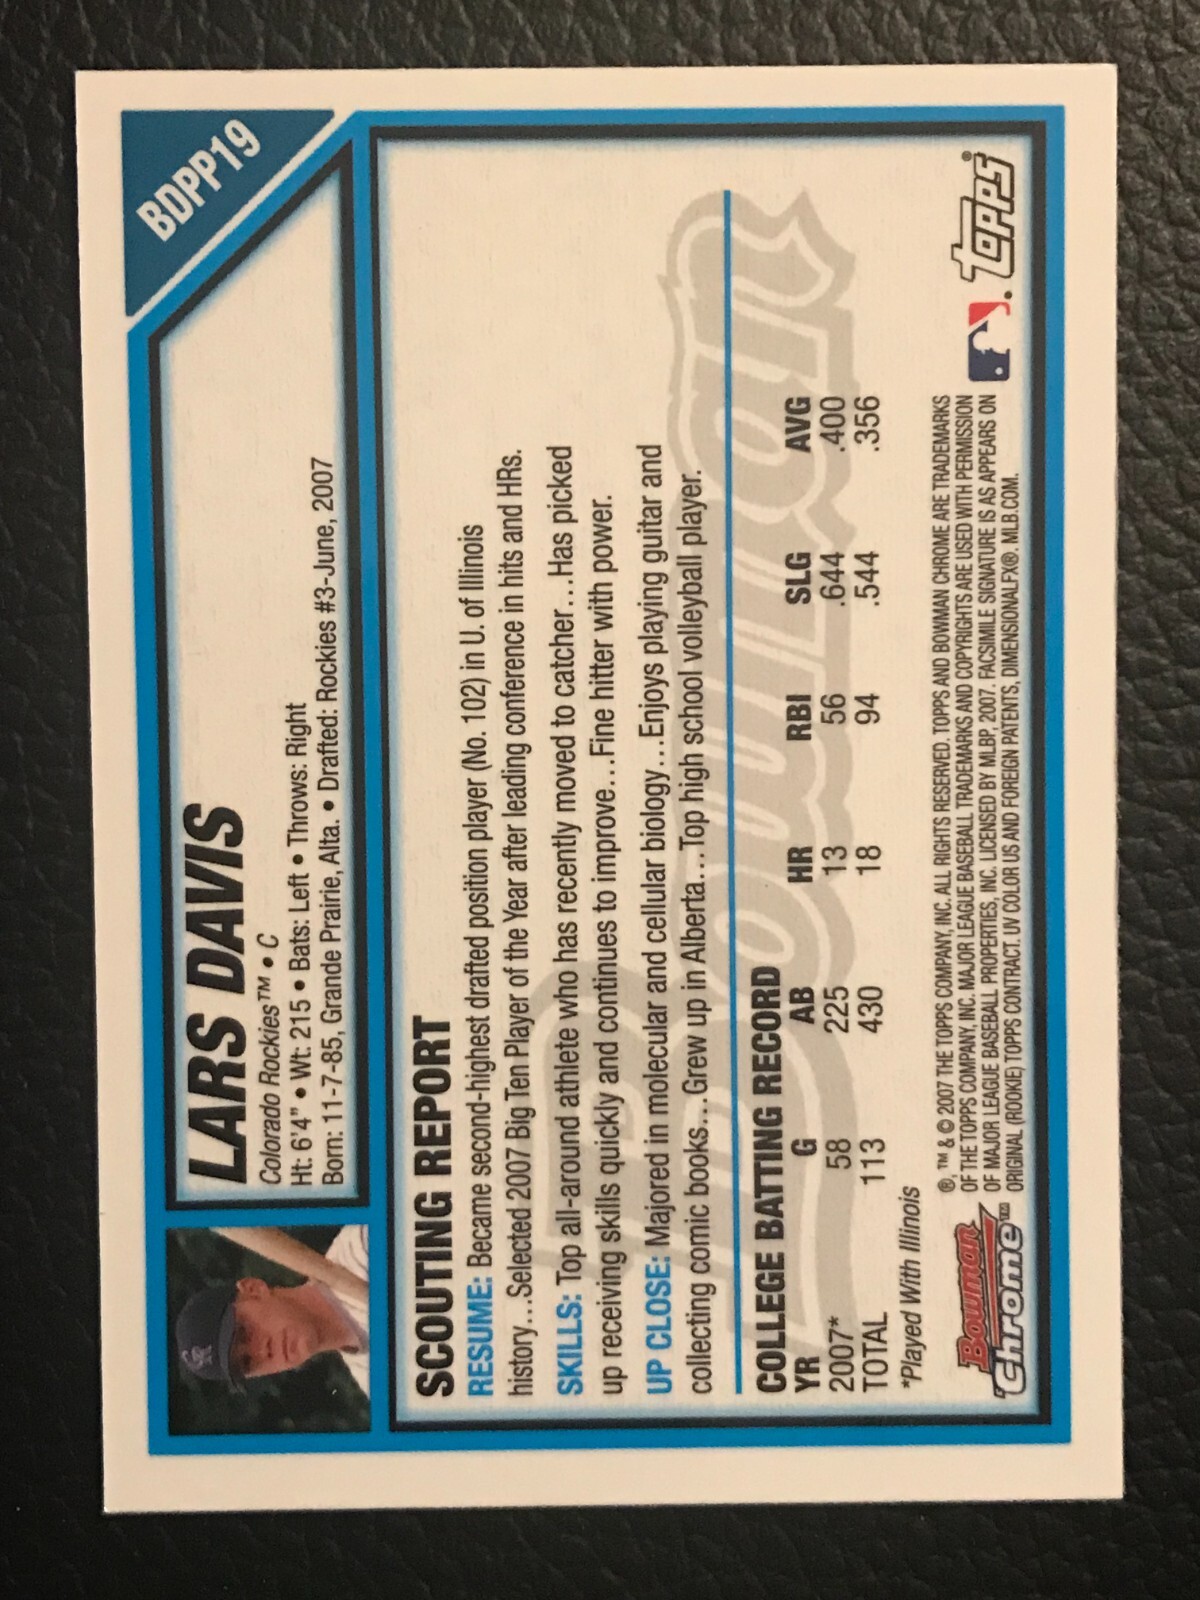 BDPP19
LARS DAVIS
Colorado Rockies™ • C
Ht: 6'4" • Wt: 215 • Bats: Left • Throws: Right
Born: 11-7-85, Grande Prairie, Alta. • Drafted: Rockies #3-June, 2007
SCOUTING REPORT
RESUME: Became second-highest drafted position player (No. 102) in U. of Illinois
history...Selected 2007 Big Ten Player of the Year after leading conference in hits and HRs.
SKILLS: Top all-around athlete who has recently moved to catcher...Has picked
up receiving skills quickly and continues to improve...Fine hitter with power.
UP CLOSE: Majored in molecular and cellular biology...Enjoys playing guitar and
collecting comic books...Grew up in Alberta...Top high school volleyball player.
Bowman
COLLEGE BATTING RECORD
YR G AB HR RBI SLG AVG
2007* 58 225 13 56 .644 .400
TOTAL 113 430 18 94 .544 .356
*Played With Illinois
Bowman
Chrome™
®, ™ & © 2007 THE TOPPS COMPANY, INC. ALL RIGHTS RESERVED. TOPPS AND BOWMAN CHROME ARE TRADEMARKS
OF THE TOPPS COMPANY, INC. MAJOR LEAGUE BASEBALL TRADEMARKS AND COPYRIGHTS ARE USED WITH PERMISSION
OF MAJOR LEAGUE BASEBALL PROPERTIES, INC. LICENSED BY MLBP, 2007. FACSIMILE SIGNATURE IS AS APPEARS ON
ORIGINAL (ROOKIE) TOPPS CONTRACT. UV COLOR US AND FOREIGN PATENTS, DIMENSIONALFX®. MLB.COM.
Topps®